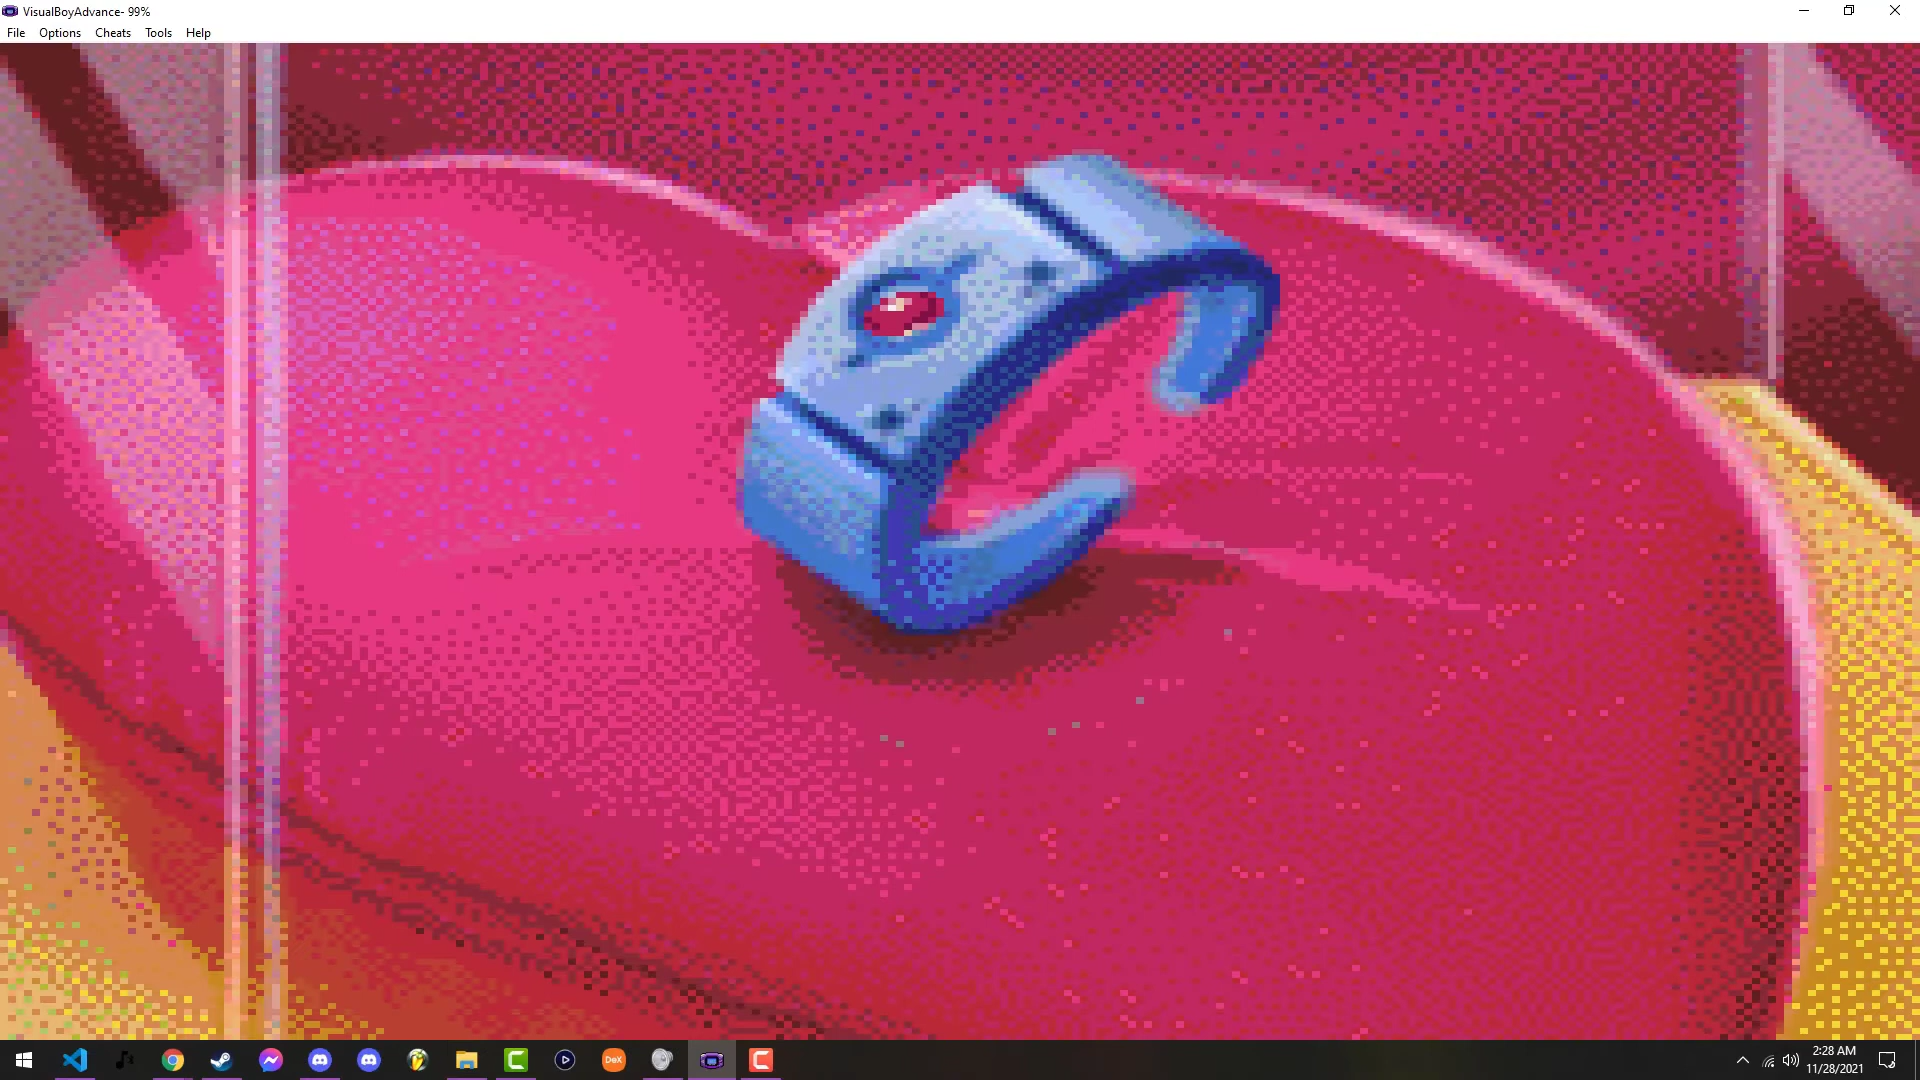 VisualBoyAdvance- 99%
File Options Cheats Tools Help
DeX
2:28 AM
11/28/2021